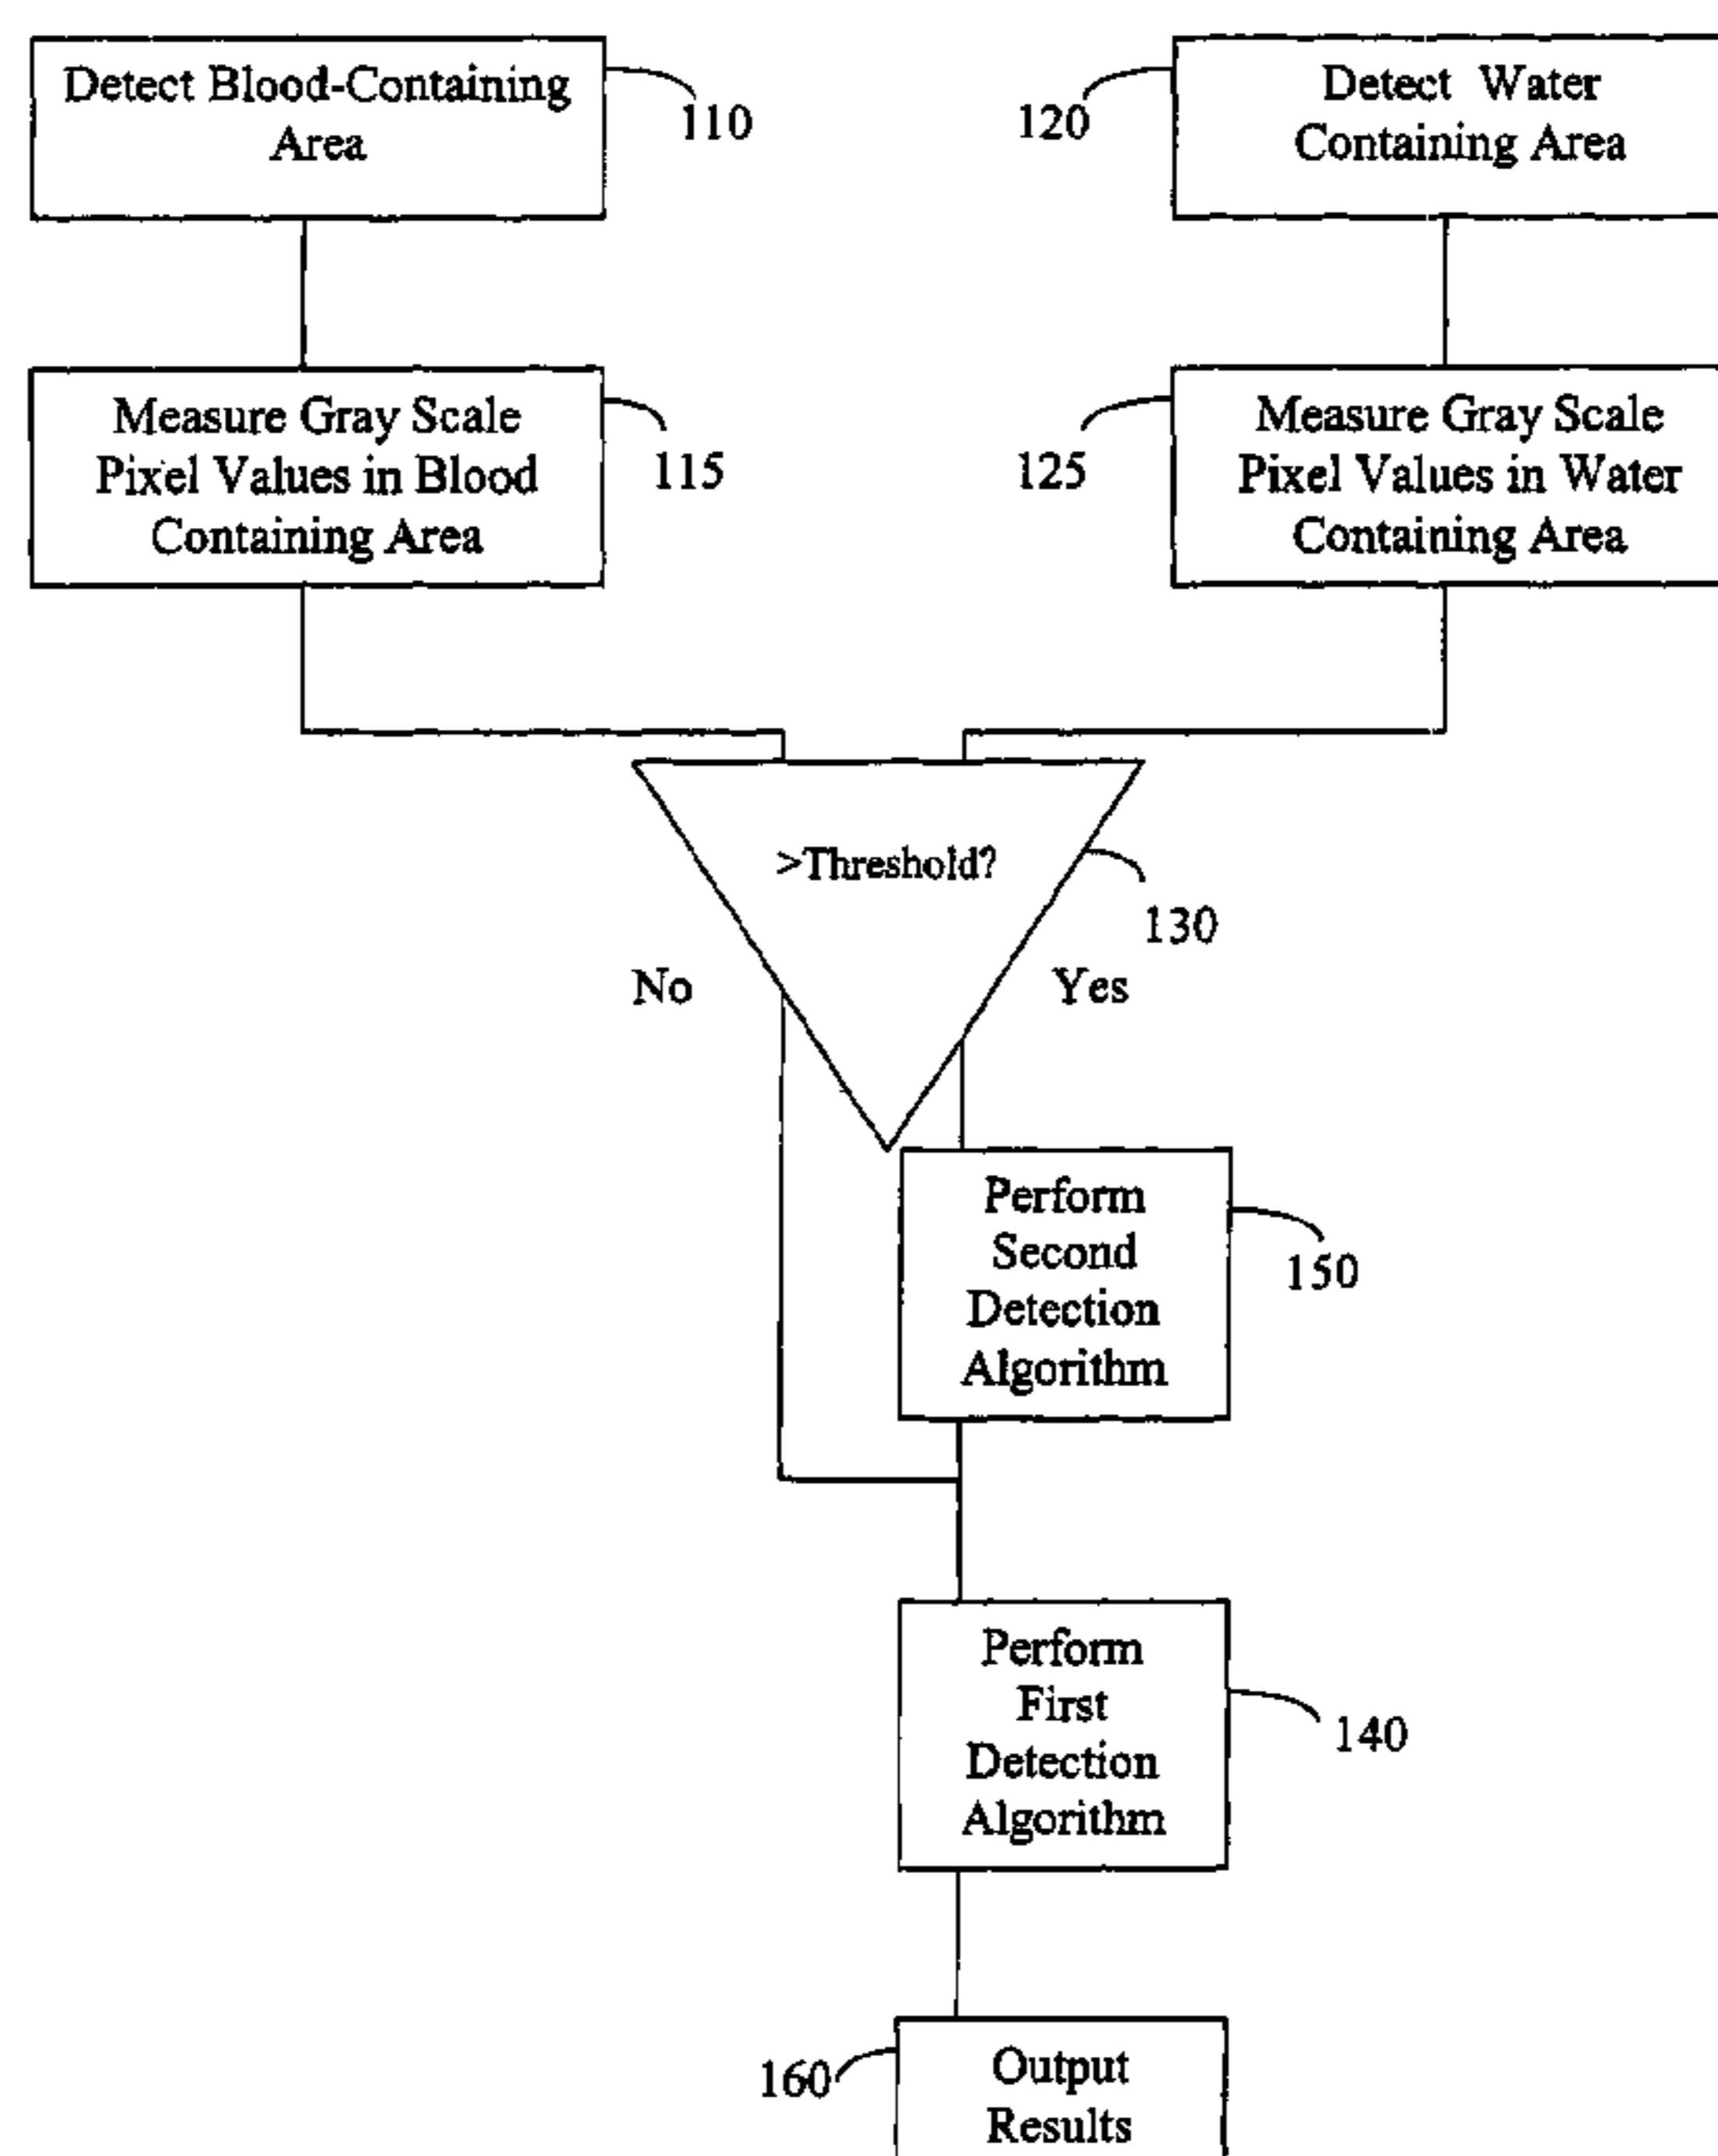 Detect Blood-Containing
Area
110
120
Detect Water
Containing Area
Measure Gray Scale
Pixel Values in Blood
Containing Area
115
125
Measure Gray Scale
Pixel Values in Water
Containing Area
>Threshold?
130
No
Yes
Perform
Second
Detection
Algorithm
150
Perform
First
Detection
Algorithm
140
160
Output
Results